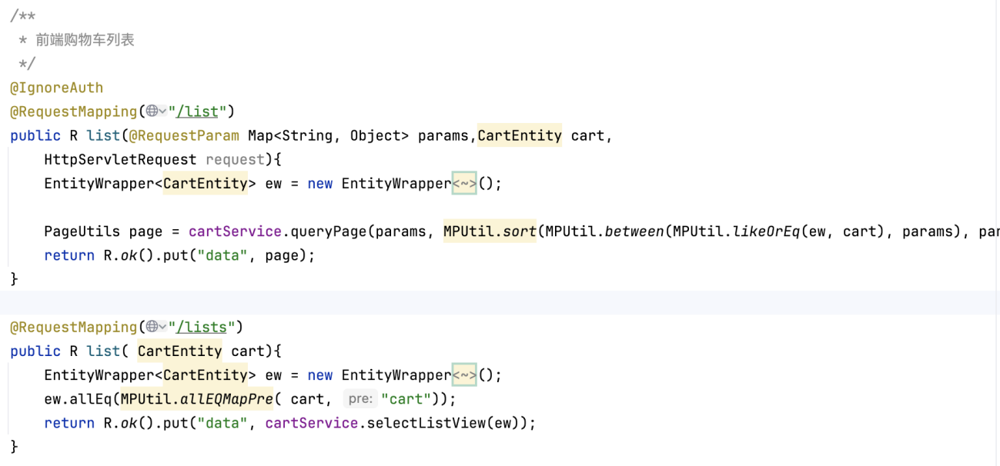 /**
 * 前端购物车列表
 */
@IgnoreAuth
@RequestMapping("/list")
public R list(@RequestParam Map<String, Object> params,CartEntity cart,
    HttpServletRequest request){
    EntityWrapper<CartEntity> ew = new EntityWrapper<~>();
    PageUtils page = cartService.queryPage(params, MPUtil.sort(MPUtil.between(MPUtil.likeOrEq(ew, cart), params), par
    return R.ok().put("data", page);
}
@RequestMapping("/lists")
public R list( CartEntity cart){
    EntityWrapper<CartEntity> ew = new EntityWrapper<~>();
    ew.allEq(MPUtil.allEQMapPre( cart, pre: "cart"));
    return R.ok().put("data", cartService.selectListView(ew));
}